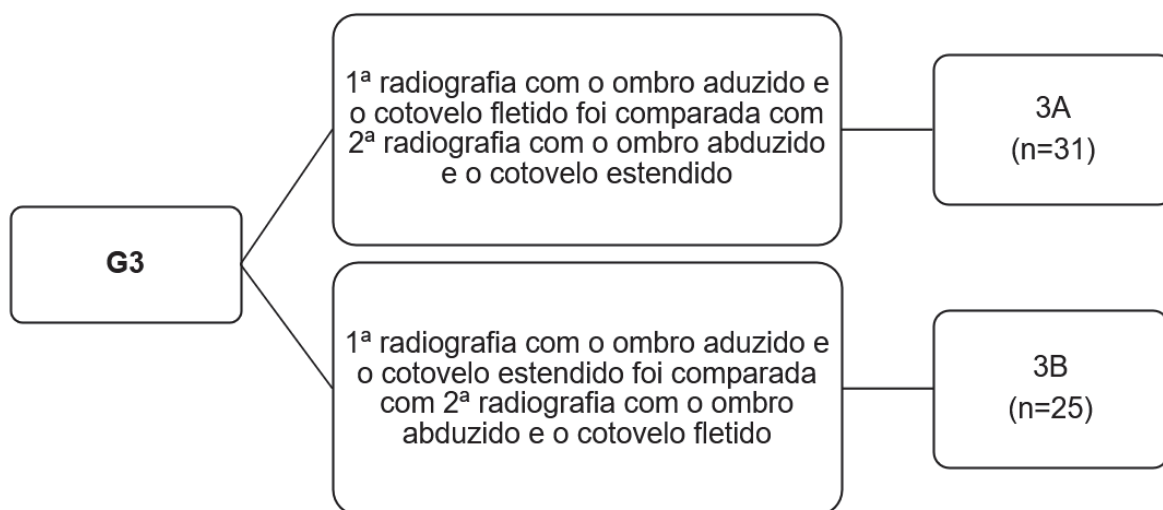 1ª radiografia com o ombro aduzido e
o cotovelo fletido foi comparada com
2ª radiografia com o ombro abduzido
e o cotovelo estendido
3A
(n=31)
G3
1ª radiografia com o ombro aduzido e
o cotovelo estendido foi comparada
com 2ª radiografia com o ombro
abduzido e o cotovelo fletido
3B
(n=25)